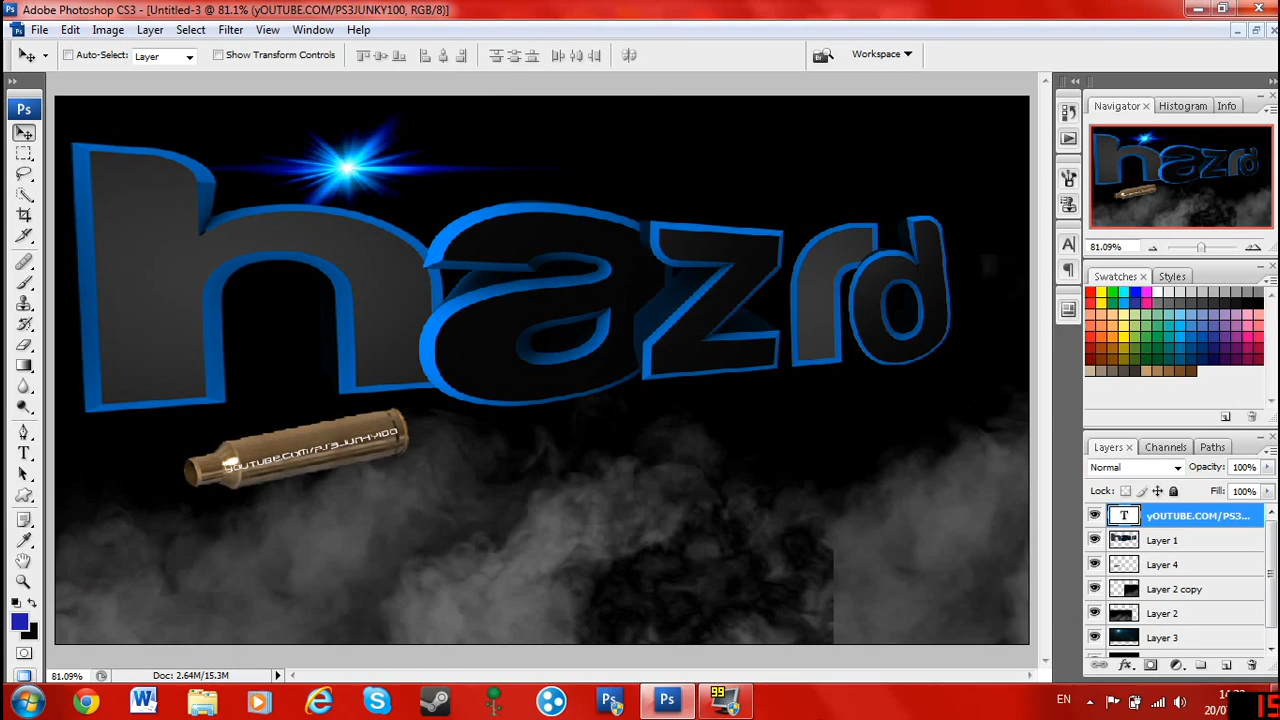 Adobe Photoshop CS3 - [Untitled-3 @ 81.1% (yOUTUBE.COM/PS3JUNKY100, RGB/8)]
File Edit Image Layer Select Filter View Window Help
Auto-Select: Layer Show Transform Controls Workspace
Ps
Navigator Histogram Info
81.09%
Swatches Styles
hazrd
yOUTUBE.COM/PS3JUNKY100
Layers Channels Paths
Normal Opacity: 100%
Lock: Fill: 100%
T yOUTUBE.COM/PS3...
Layer 1
Layer 4
Layer 2 copy
Layer 2
Layer 3
81.09% Doc: 2.64M/15.3M
99
EN
15